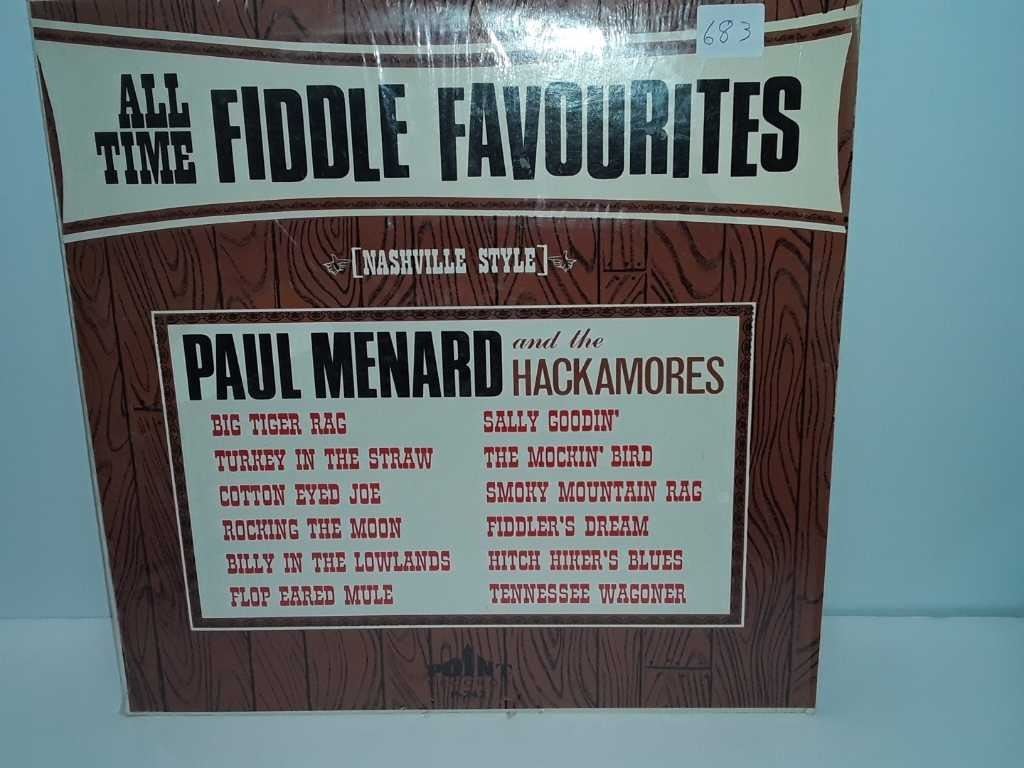 683
ALL
TIME
FIDDLE FAVOURITES
[NASHVILLE STYLE]
PAUL MENARD and the
HACKAMORES
BIG TIGER RAG
TURKEY IN THE STRAW
COTTON EYED JOE
ROCKING THE MOON
BILLY IN THE LOWLANDS
FLOP EARED MULE
SALLY GOODIN'
THE MOCKIN' BIRD
SMOKY MOUNTAIN RAG
FIDDLER'S DREAM
HITCH HIKER'S BLUES
TENNESSEE WAGONER
POINT